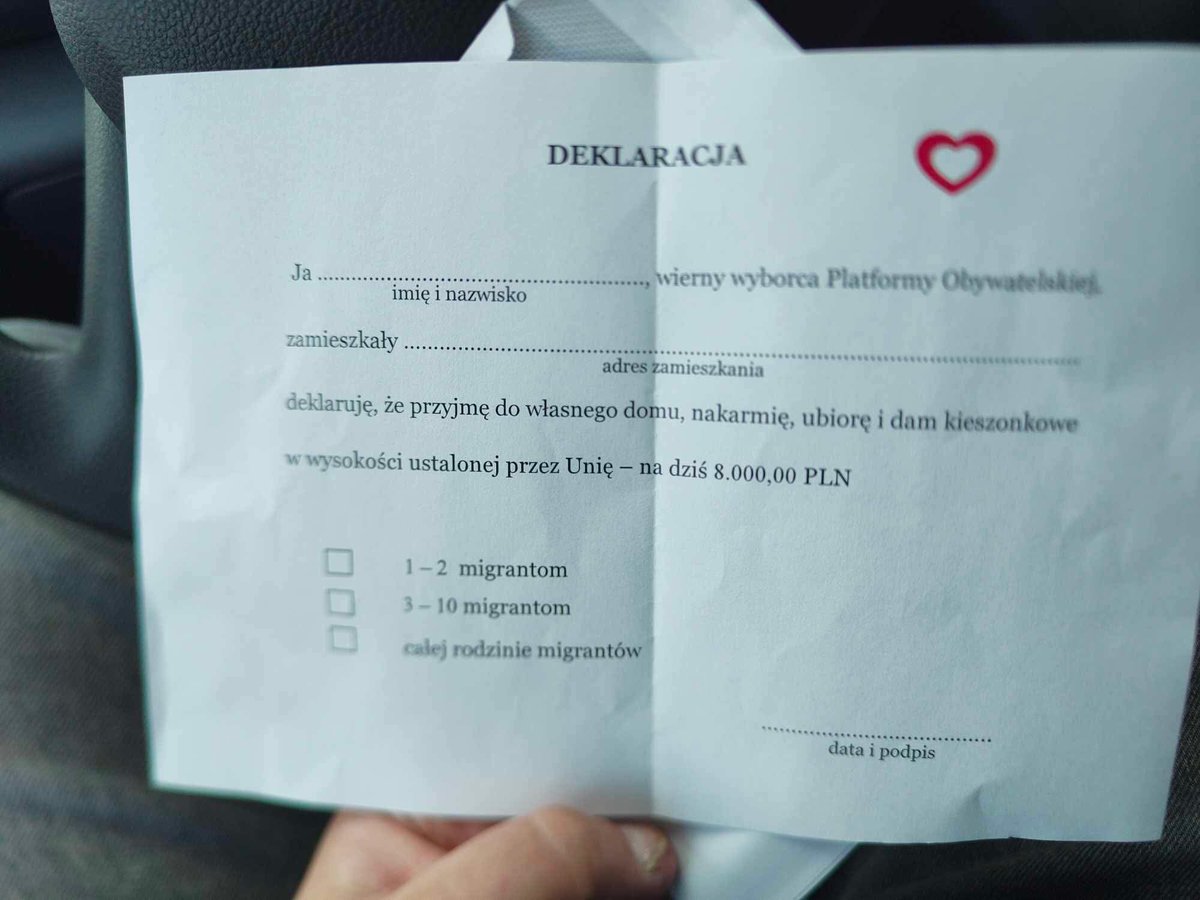 DEKLARACJA
Ja ................................................., wierny wyborca Platformy Obywatelskiej,
imię i nazwisko
zamieszkały ....................................................................................................
adres zamieszkania
deklaruję, że przyjmę do własnego domu, nakarmię, ubiorę i dam kieszonkowe
w wysokości ustalonej przez Unię – na dziś 8.000,00 PLN
1 – 2 migrantom
3 – 10 migrantom
całej rodzinie migrantów
..................................
data i podpis